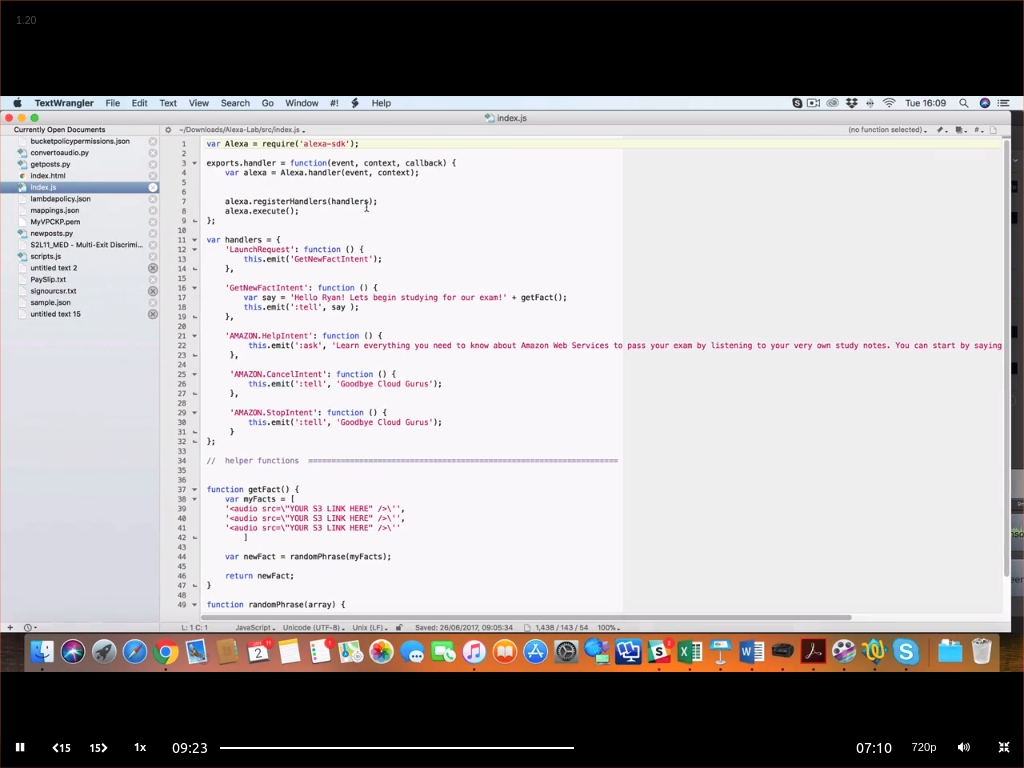 1.20
TextWrangler File Edit Text View Search Go Window #! Help Tue 16:09
index.js
Currently Open Documents ~/Downloads/Alexa-Lab/src/index.js (no function selected)
bucketpolicypermissions.json
convertoaudio.py
getposts.py
index.html
index.js
lambdapolicy.json
mappings.json
MyVPCKP.pem
newposts.py
S2L11_MED - Multi-Exit Discrimi...
scripts.js
untitled text 2
PaySlip.txt
signourcsr.txt
sample.json
untitled text 15
1 var Alexa = require('alexa-sdk');
2
3 exports.handler = function(event, context, callback) {
4 var alexa = Alexa.handler(event, context);
5
6
7 alexa.registerHandlers(handlers);
8 alexa.execute();
9 };
10
11 var handlers = {
12 'LaunchRequest': function () {
13 this.emit('GetNewFactIntent');
14 },
15
16 'GetNewFactIntent': function () {
17 var say = 'Hello Ryan! Lets begin studying for our exam!' + getFact();
18 this.emit(':tell', say );
19 },
20
21 'AMAZON.HelpIntent': function () {
22 this.emit(':ask', 'Learn everything you need to know about Amazon Web Services to pass your exam by listening to your very own study notes. You can start by saying
23 },
24
25 'AMAZON.CancelIntent': function () {
26 this.emit(':tell', 'Goodbye Cloud Gurus');
27 },
28
29 'AMAZON.StopIntent': function () {
30 this.emit(':tell', 'Goodbye Cloud Gurus');
31 }
32 };
33
34 // helper functions ====================================================================
35
36
37 function getFact() {
38 var myFacts = [
39 '<audio src=\"YOUR S3 LINK HERE" />\'',
40 '<audio src=\"YOUR S3 LINK HERE" />\'',
41 '<audio src=\"YOUR S3 LINK HERE" />\''
42 ]
43
44 var newFact = randomPhrase(myFacts);
45
46 return newFact;
47 }
48
49 function randomPhrase(array) {
L: 1 C: 1 JavaScript Unicode (UTF-8) Unix (LF) Saved: 26/06/2017, 09:05:34 1,438 / 143 / 54 100%
15 15 1x 09:23 07:10 720p